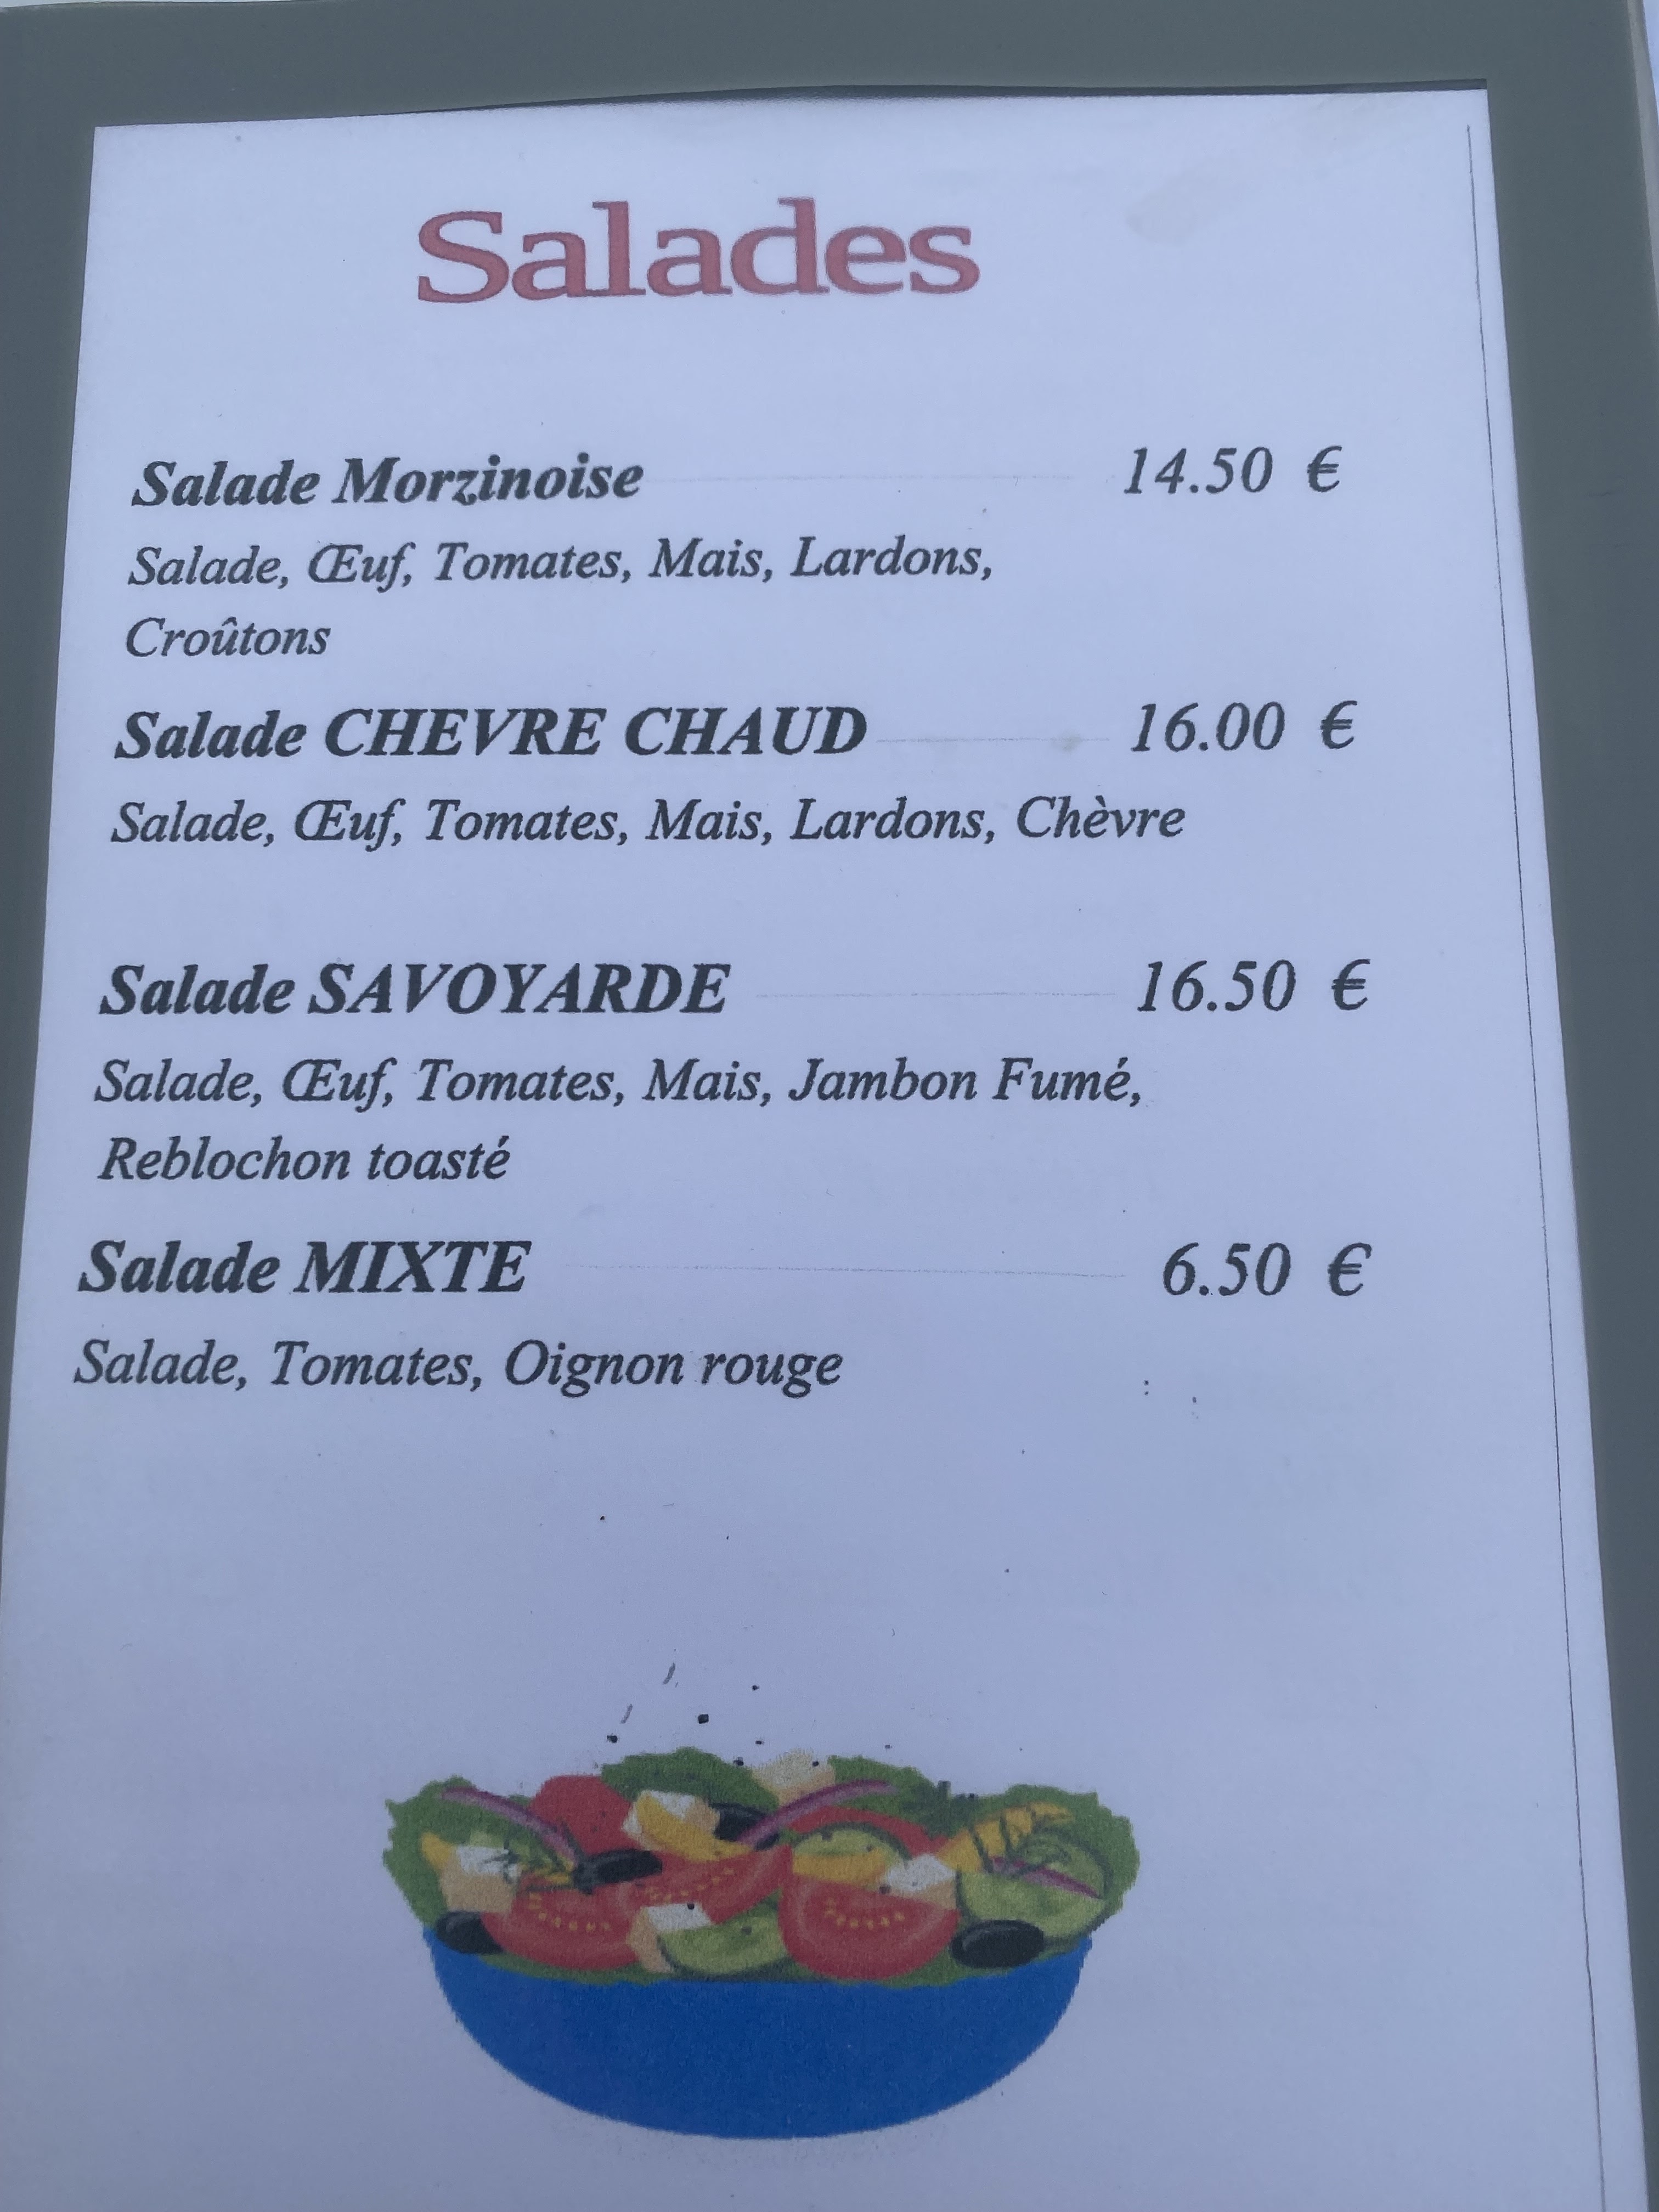 Salades
Salade Morzinoise 14.50 €
Salade, Œuf, Tomates, Mais, Lardons,
Croûtons
Salade CHEVRE CHAUD 16.00 €
Salade, Œuf, Tomates, Mais, Lardons, Chèvre
Salade SAVOYARDE 16.50 €
Salade, Œuf, Tomates, Mais, Jambon Fumé,
Reblochon toasté
Salade MIXTE 6.50 €
Salade, Tomates, Oignon rouge